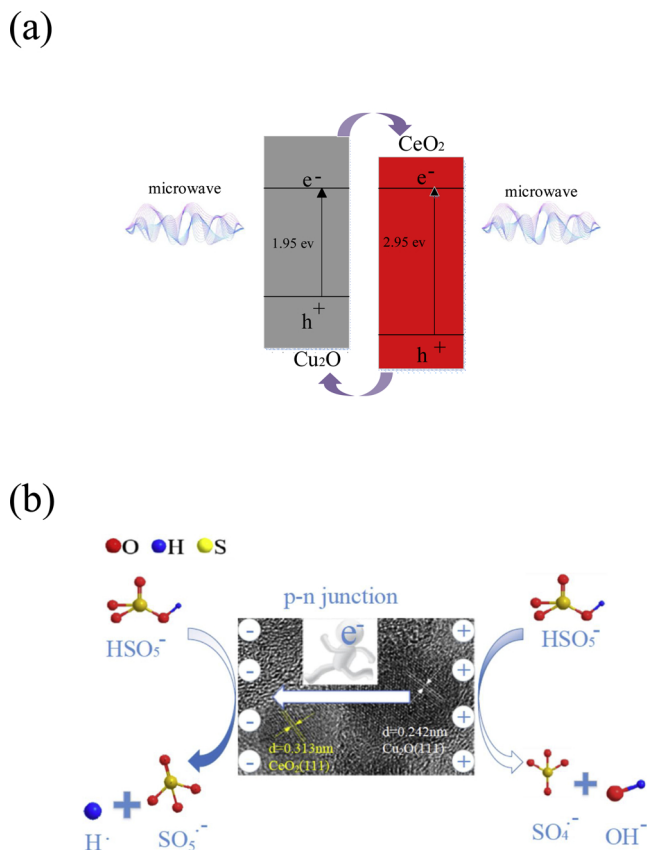 (a)
CeO₂
e⁻
e⁻
microwave
microwave
1.95 ev
2.95 ev
h⁺
h⁺
Cu₂O
(b)
O H S
p-n junction
e⁻
HSO₅⁻
HSO₅⁻
- +
- +
- +
- +
d=0.313nm
CeO₂(111)
d=0.242nm
Cu₂O(111)
H· + SO₅·⁻
SO₄·⁻ + OH⁻